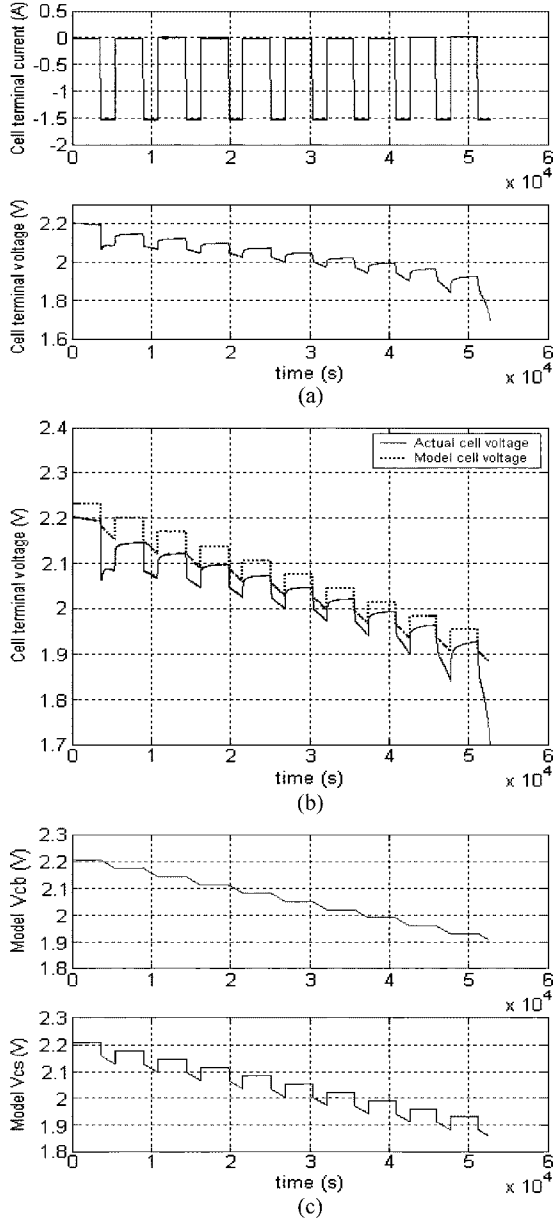 0.5
0
-0.5
-1
-1.5
-2
Cell terminal current (A)
0 1 2 3 4 5 6
x 10^4
2.2
2
1.8
1.6
Cell terminal voltage (V)
0 1 2 3 4 5 6
time (s)
x 10^4
(a)
2.4
2.3
2.2
2.1
2
1.9
1.8
1.7
Cell terminal voltage (V)
Actual cell voltage
Model cell voltage
0 1 2 3 4 5 6
time (s)
x 10^4
(b)
2.3
2.2
2.1
2
1.9
1.8
Model Vcb (V)
0 1 2 3 4 5 6
x 10^4
2.3
2.2
2.1
2
1.9
1.8
Model Vcs (V)
0 1 2 3 4 5 6
time (s)
x 10^4
(c)